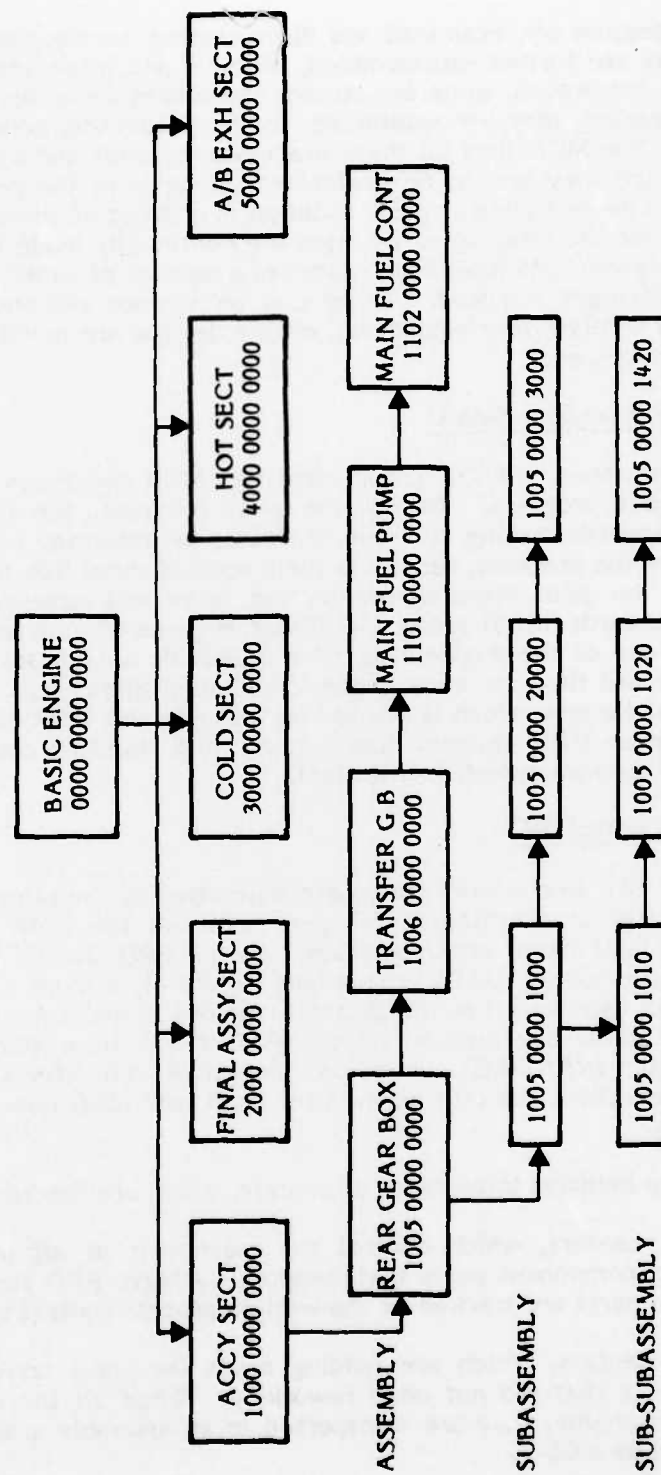 BASIC ENGINE
0000 0000 0000
ACCY SECT
1000 0000 0000
FINAL ASSY SECT
2000 0000 0000
COLD SECT
3000 0000 0000
HOT SECT
4000 0000 0000
A/B EXH SECT
5000 0000 0000
ASSEMBLY
REAR GEAR BOX
1005 0000 0000
TRANSFER G B
1006 0000 0000
MAIN FUEL PUMP
1101 0000 0000
MAIN FUEL CONT
1102 0000 0000
SUBASSEMBLY
1005 0000 1000
1005 0000 20000
1005 0000 3000
SUB-SUBASSEMBLY
1005 0000 1010
1005 0000 1020
1005 0000 1420